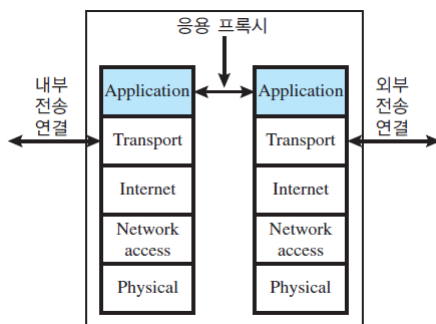 응용 프록시
내부
전송
연결
외부
전송
연결
Application
Transport
Internet
Network
access
Physical
Application
Transport
Internet
Network
access
Physical